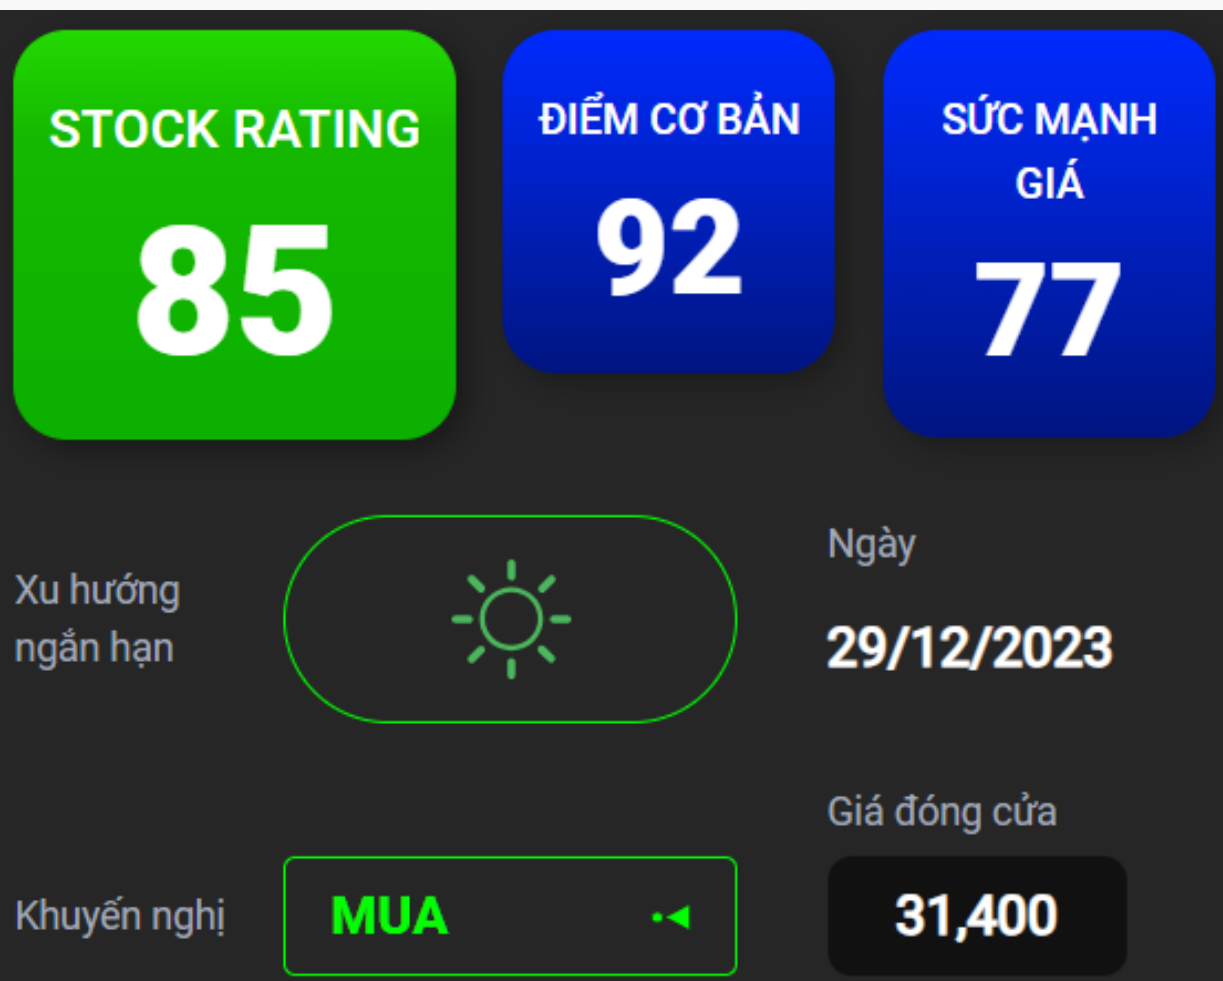 STOCK RATING
85
ĐIỂM CƠ BẢN
92
SỨC MẠNH
GIÁ
77
Xu hướng
ngắn hạn
Ngày
29/12/2023
Khuyến nghị
MUA
Giá đóng cửa
31,400